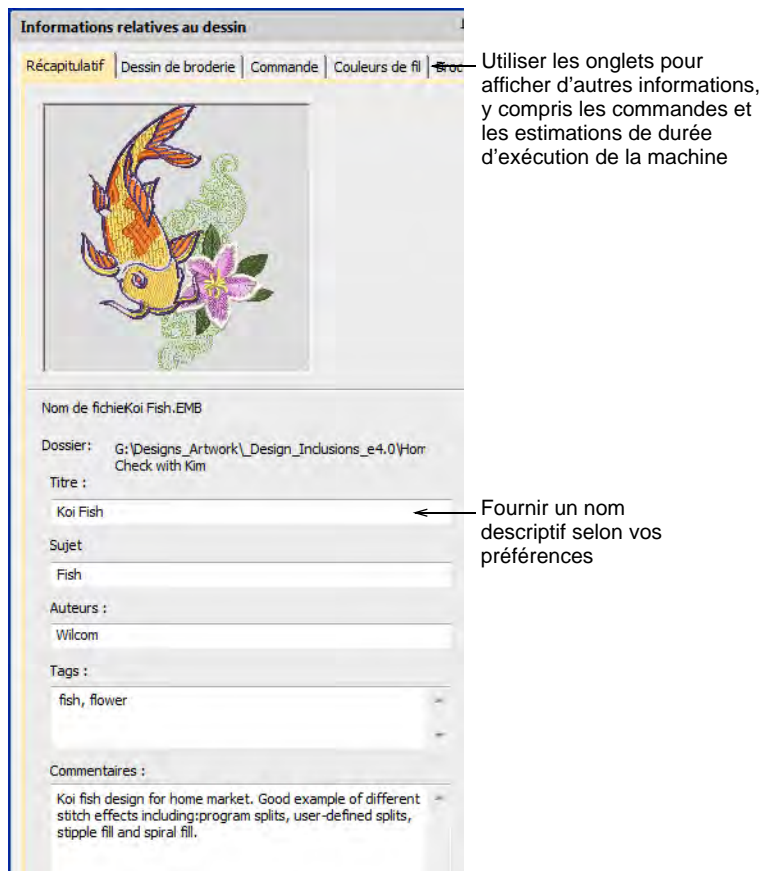 Informations relatives au dessin
Récapitulatif Dessin de broderie Commande Couleurs de fil Broc
Utiliser les onglets pour
afficher d'autres informations,
y compris les commandes et
les estimations de durée
d'exécution de la machine
Nom de fichieKoi Fish.EMB
Dossier: G:\Designs_Artwork\_Design_Inclusions_e4.0\Hom
Check with Kim
Titre :
Koi Fish
Fournir un nom
descriptif selon vos
préférences
Sujet
Fish
Auteurs :
Wilcom
Tags :
fish, flower
Commentaires :
Koi fish design for home market. Good example of different
stitch effects including:program splits, user-defined splits,
stipple fill and spiral fill.